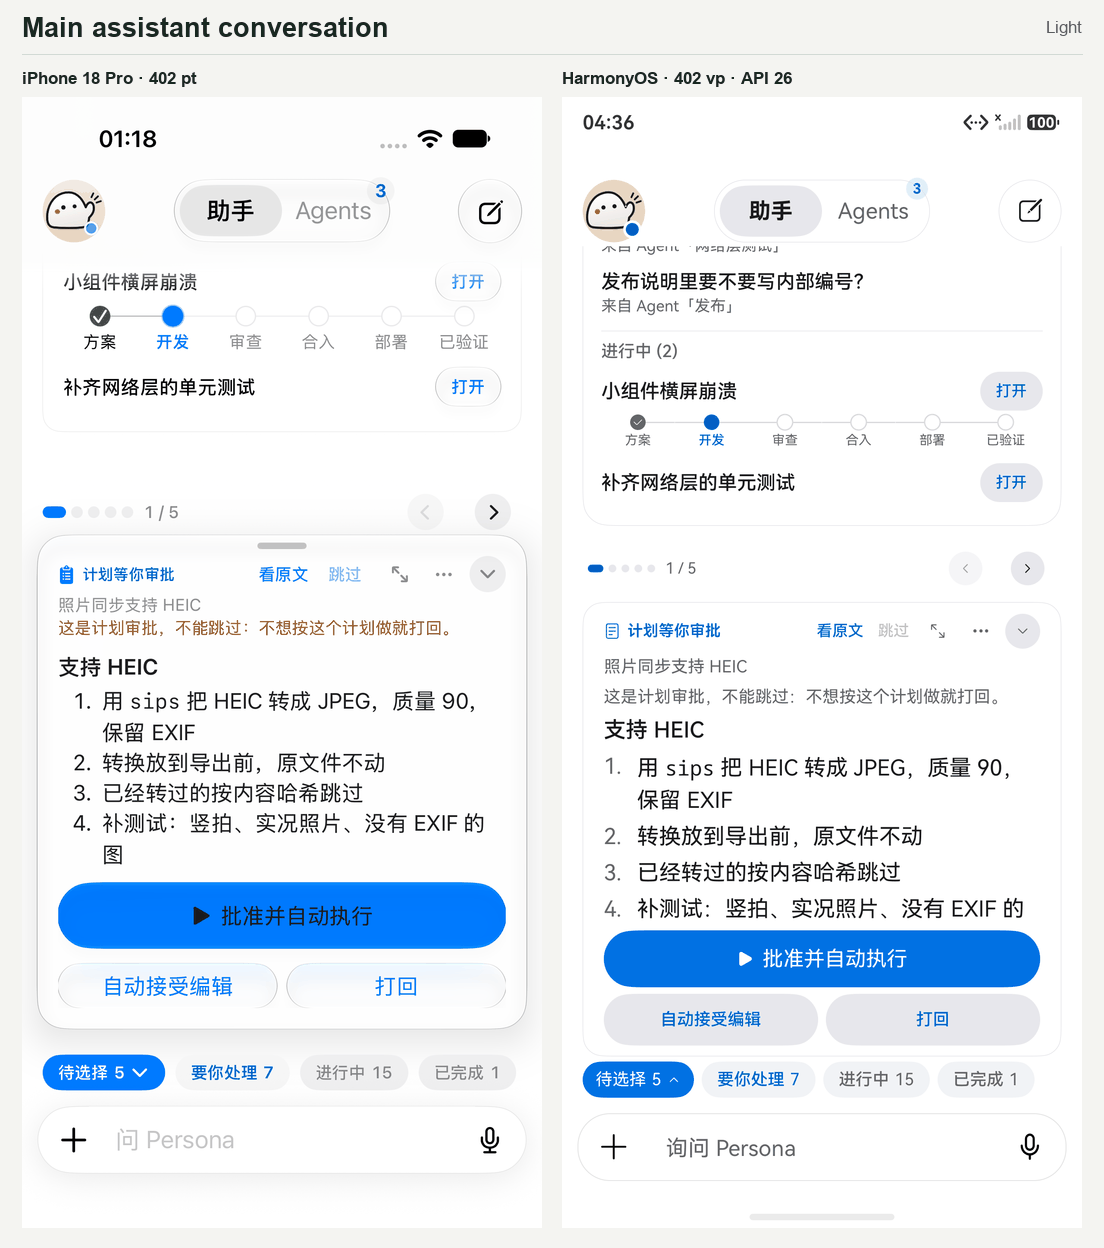 Main assistant conversation
Light
iPhone 18 Pro · 402 pt
01:18
助手
Agents
3
小组件横屏崩溃
打开
方案
开发
审查
合入
部署
已验证
补齐网络层的单元测试
打开
1 / 5
计划等你审批
看原文
跳过
照片同步支持 HEIC
这是计划审批，不能跳过：不想按这个计划做就打回。
支持 HEIC
1. 用 sips 把 HEIC 转成 JPEG，质量 90，
保留 EXIF
2. 转换放到导出前，原文件不动
3. 已经转过的按内容哈希跳过
4. 补测试：竖拍、实况照片、没有 EXIF 的
图
批准并自动执行
自动接受编辑
打回
待选择 5
要你处理 7
进行中 15
已完成 1
问 Persona
HarmonyOS · 402 vp · API 26
04:36
100
助手
Agents
3
来自 Agent「网络层测试」
发布说明里要不要写内部编号？
来自 Agent「发布」
进行中 (2)
小组件横屏崩溃
打开
方案
开发
审查
合入
部署
已验证
补齐网络层的单元测试
打开
1 / 5
计划等你审批
看原文
跳过
照片同步支持 HEIC
这是计划审批，不能跳过：不想按这个计划做就打回。
支持 HEIC
1. 用 sips 把 HEIC 转成 JPEG，质量 90，
保留 EXIF
2. 转换放到导出前，原文件不动
3. 已经转过的按内容哈希跳过
4. 补测试：竖拍、实况照片、没有 EXIF 的
批准并自动执行
自动接受编辑
打回
待选择 5
要你处理 7
进行中 15
已完成 1
询问 Persona